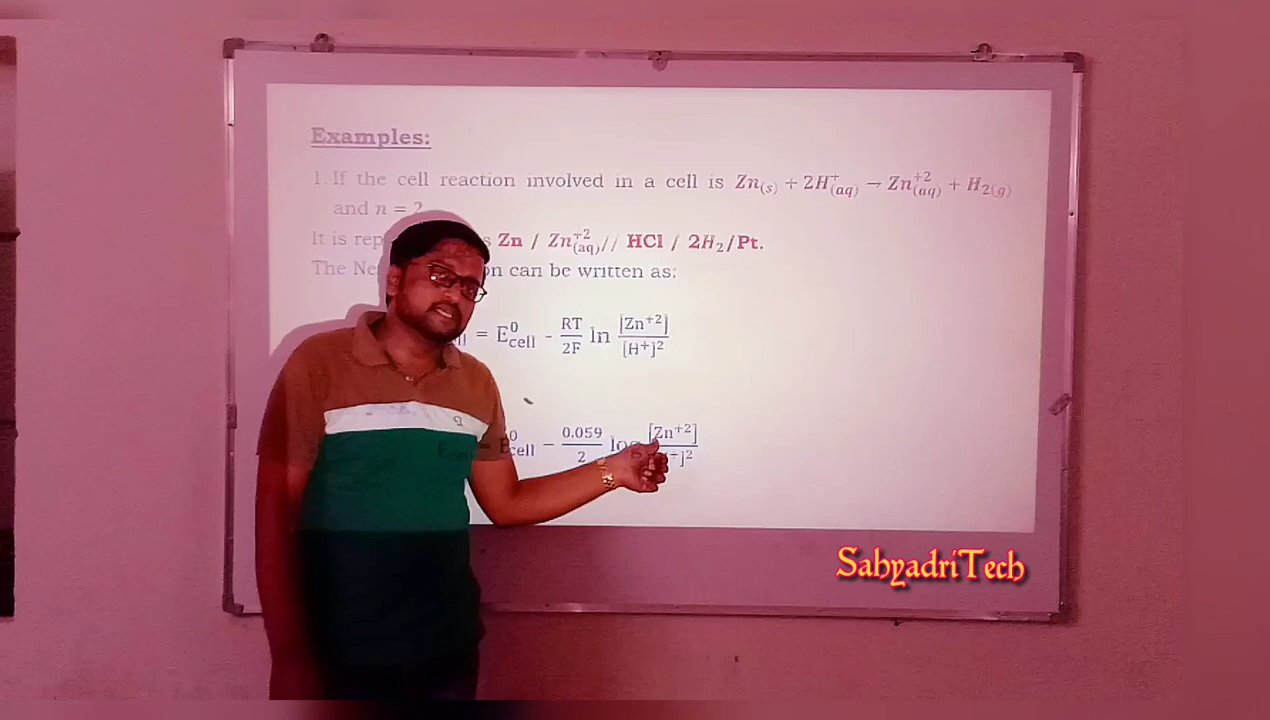 Examples:
1. If the cell reaction involved in a cell is Zn(s) + 2H⁺(aq) → Zn⁺²(aq) + H₂(g)
and n = 2
It is Zn / Zn⁺²(aq)// HCl / 2H₂/Pt.
The can be written as:
= E⁰cell - RT/2F ln [Zn⁺²]/[H⁺]²
= E⁰cell − 0.059/2 log [Zn⁺²]/ ]²
SahyadriTech